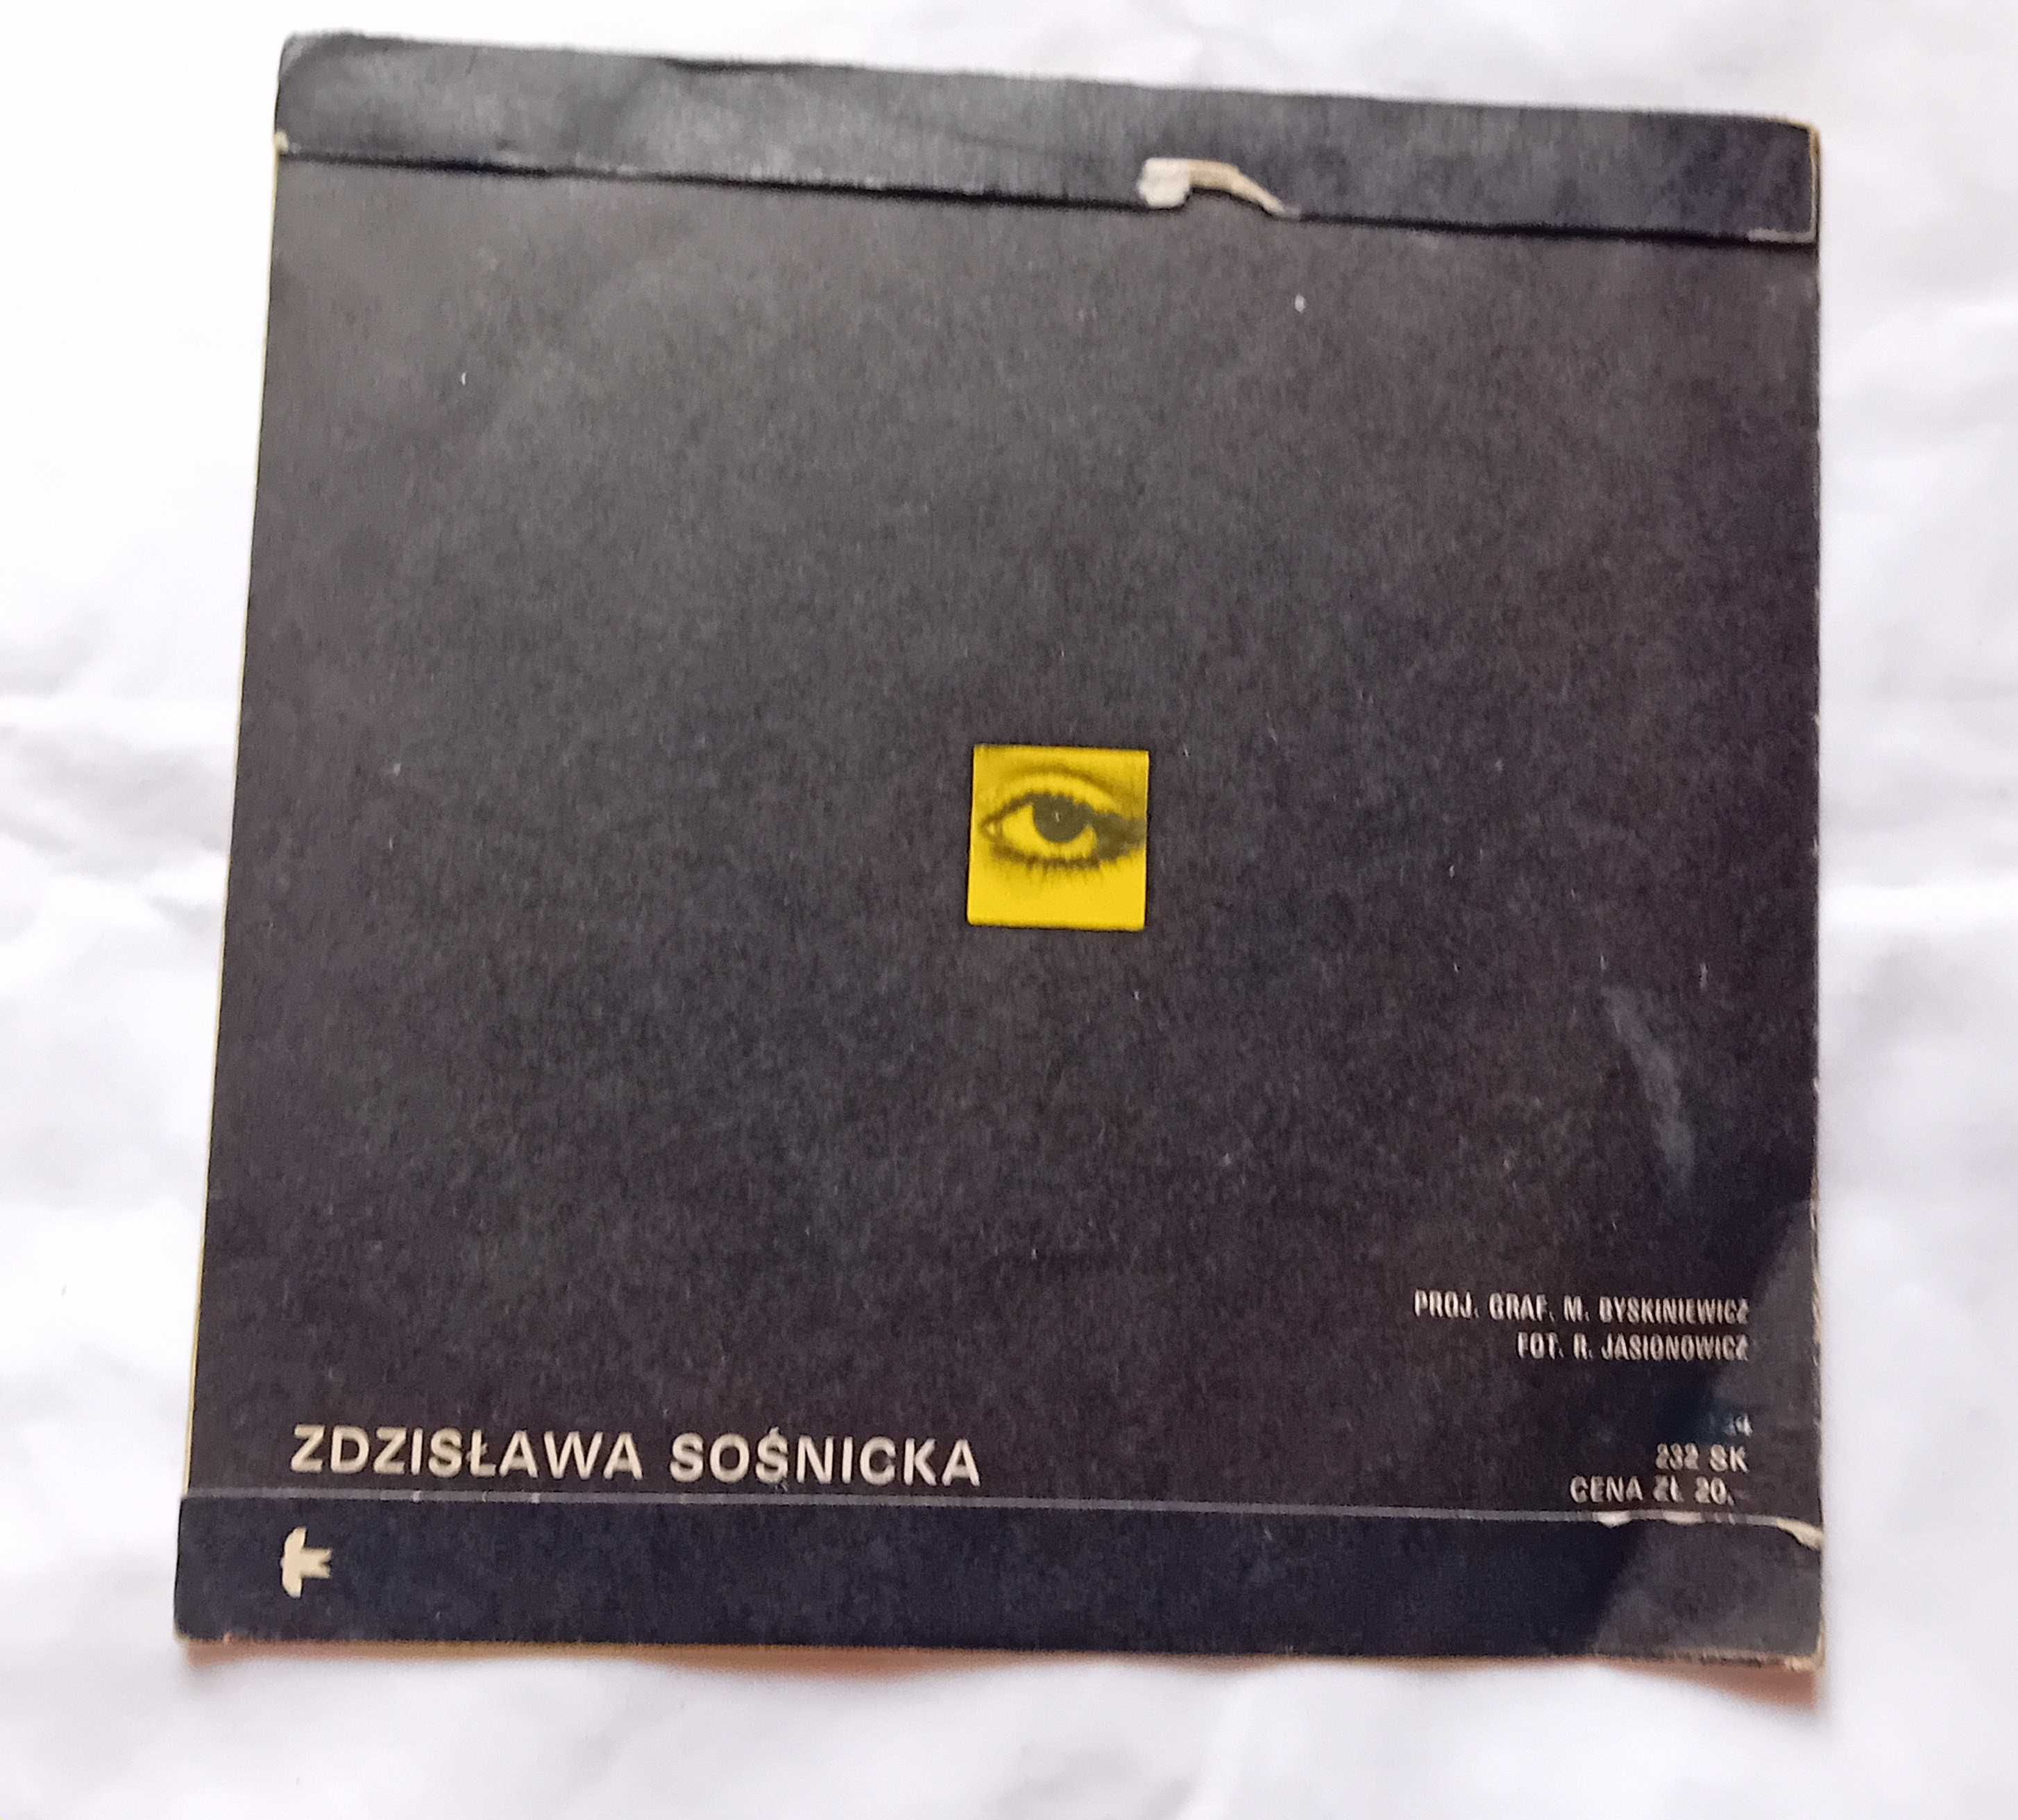 PROJ. GRAF. M. BYSKINIEWICZ
FOT. R. JASIONOWICZ
ZDZISŁAWA SOŚNICKA
232 SK
CENA ZŁ 20,-